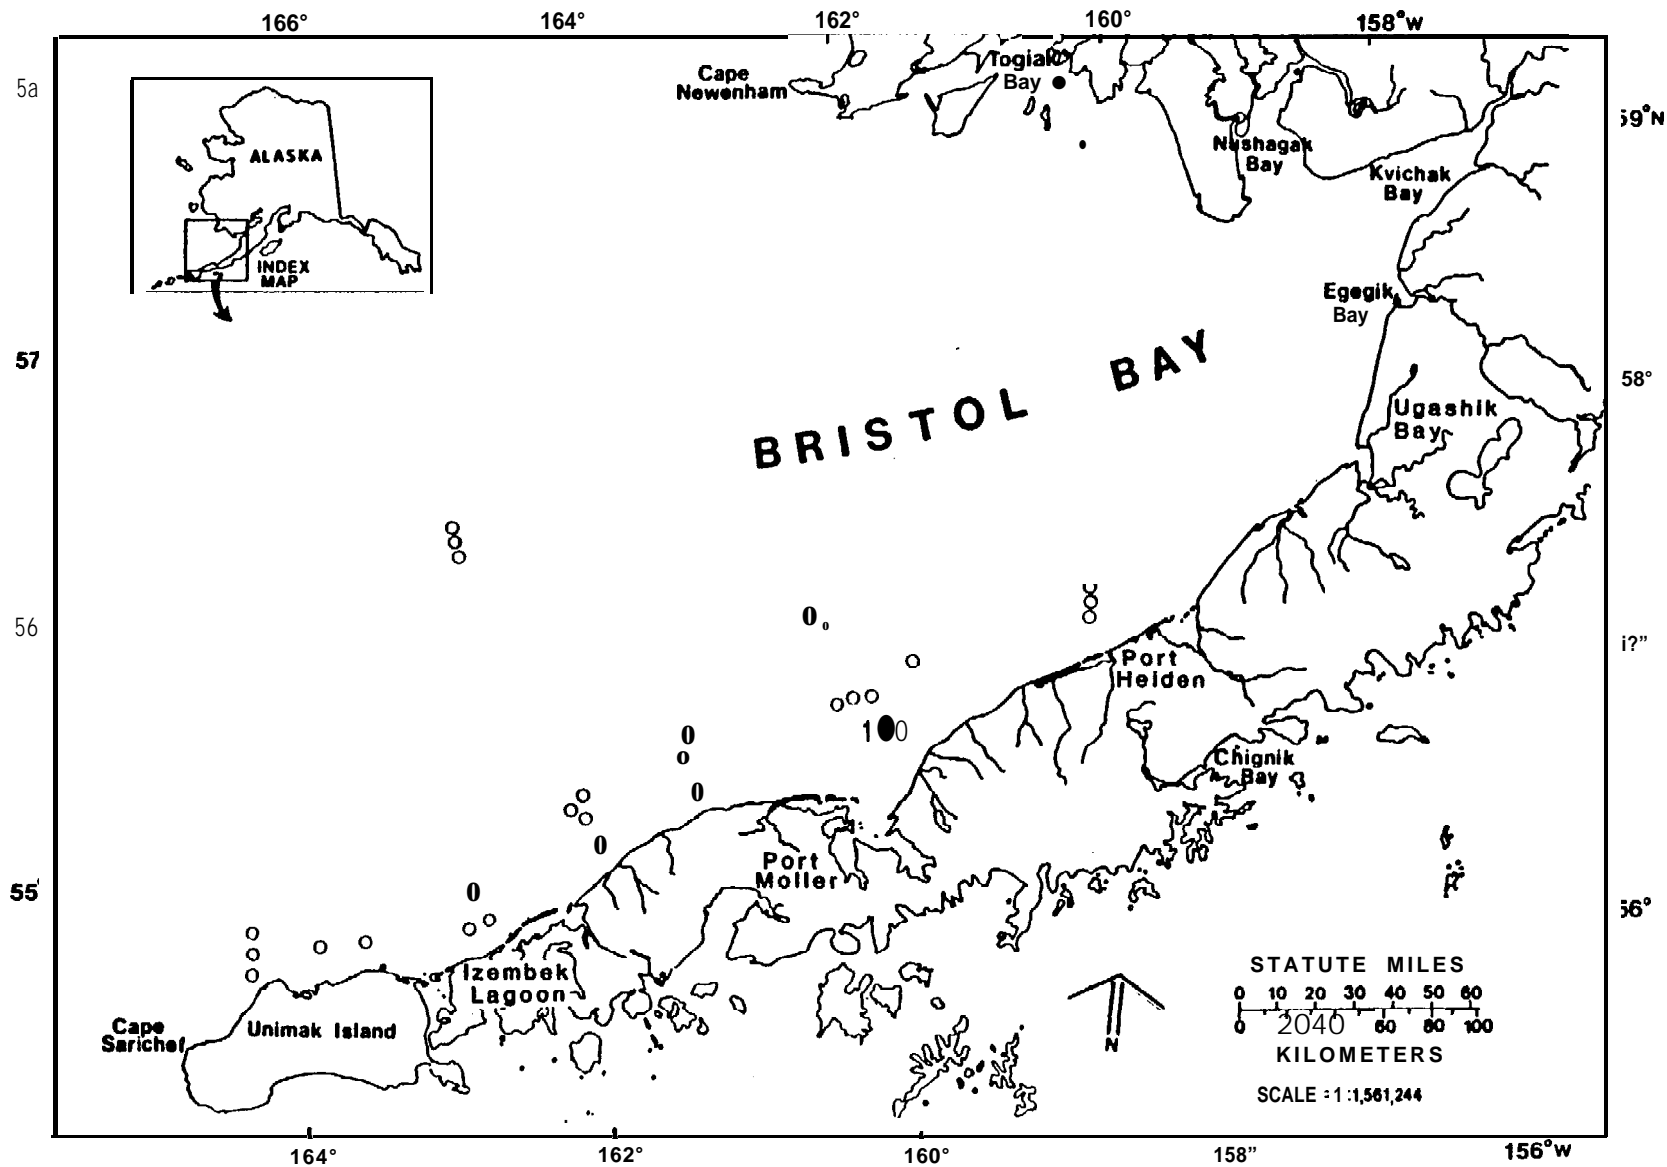 166° 164° 162° 160° 158°W
5a
59°N
57
58°
56
i?”
55'
56°
ALASKA
INDEX
MAP
Cape
Newenham
Togiak
Bay
Nushagak
Bay
Kvichak
Bay
Egegik
Bay
Ugashik
Bay
BRISTOL BAY
Port
Heiden
Chignik
Bay
Port
Moller
Izembek
Lagoon
Unimak Island
Cape
Sarichef
N
STATUTE MILES
0 10 20 30 40 50 60
0 2040 60 80 100
KILOMETERS
SCALE = 1:1,561,244
164° 162° 160° 158” 156°W